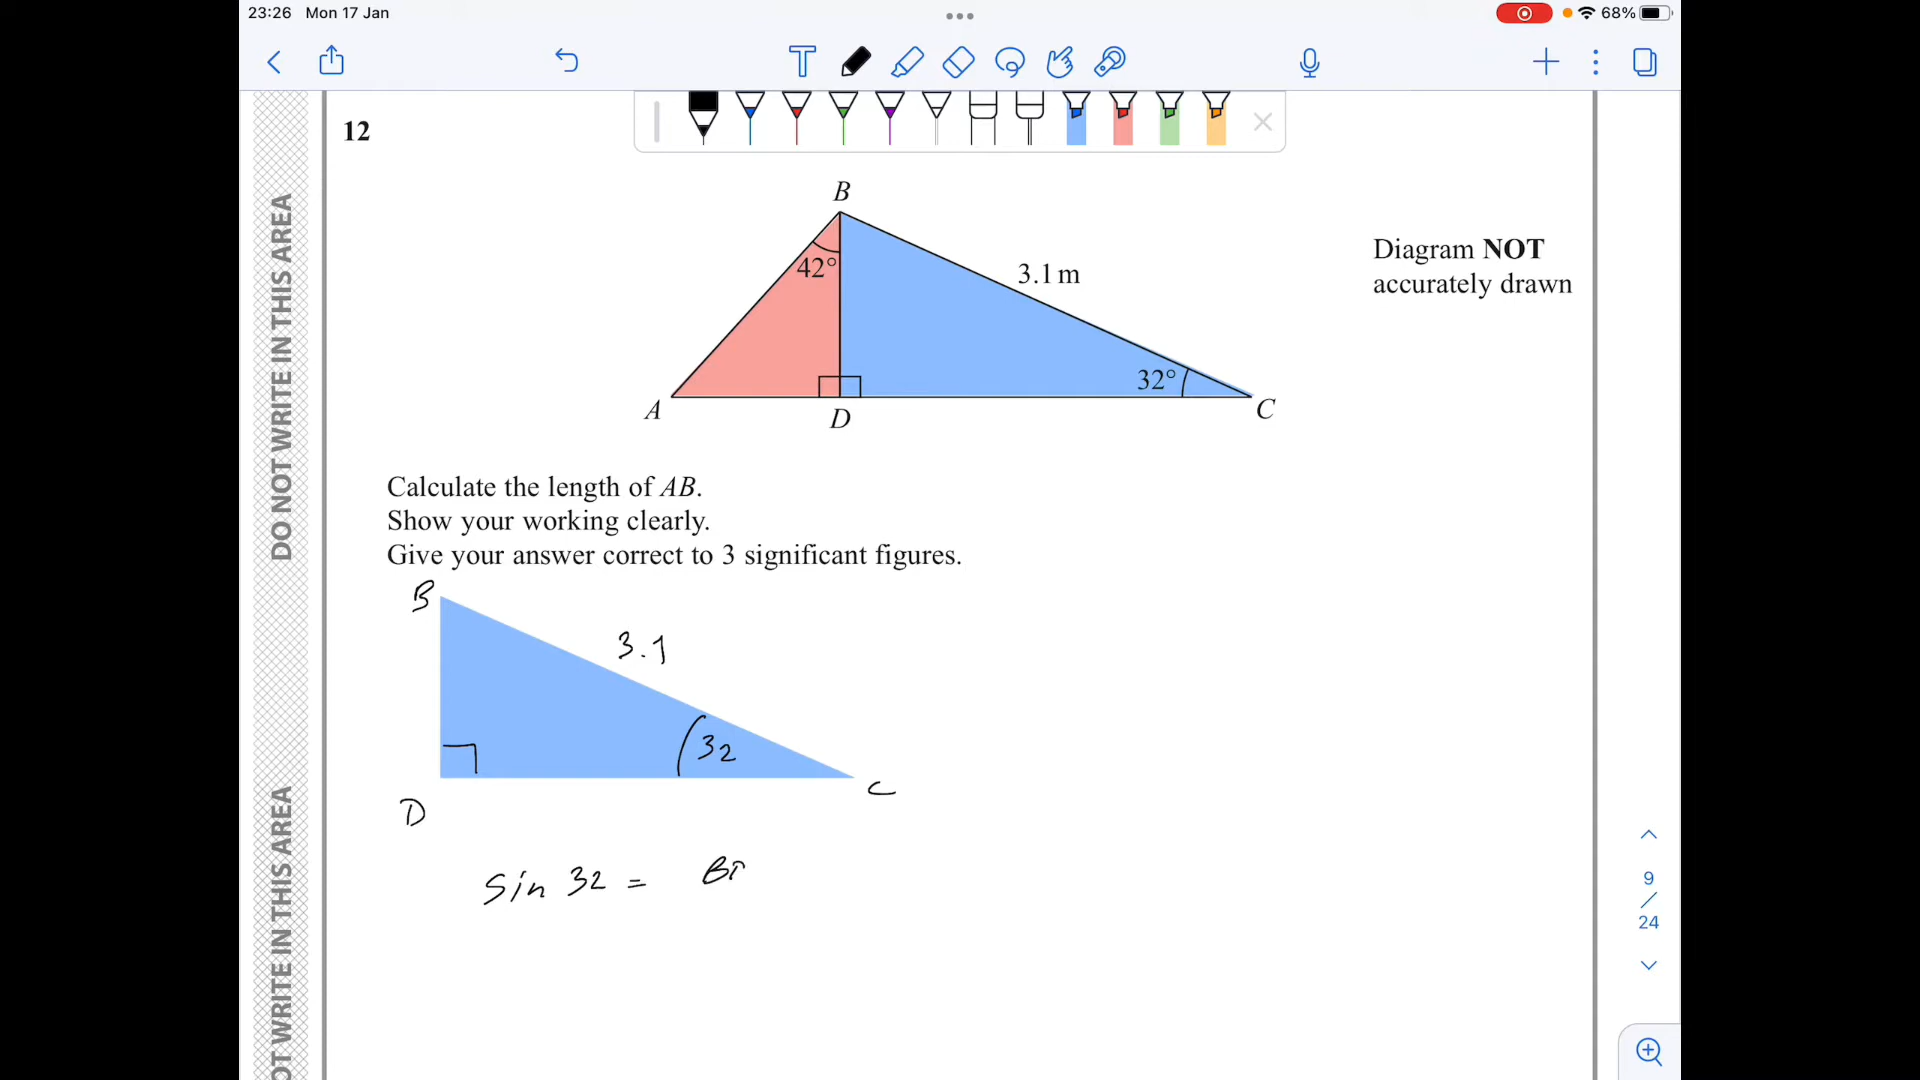 23:26 Mon 17 Jan
68%
12
DO NOT WRITE IN THIS AREA
B
42°
3.1 m
32°
A
D
C
Diagram NOT
accurately drawn
Calculate the length of AB.
Show your working clearly.
Give your answer correct to 3 significant figures.
B
3.1
32
C
D
Sin 32 =
9
/
24
OT WRITE IN THIS AREA